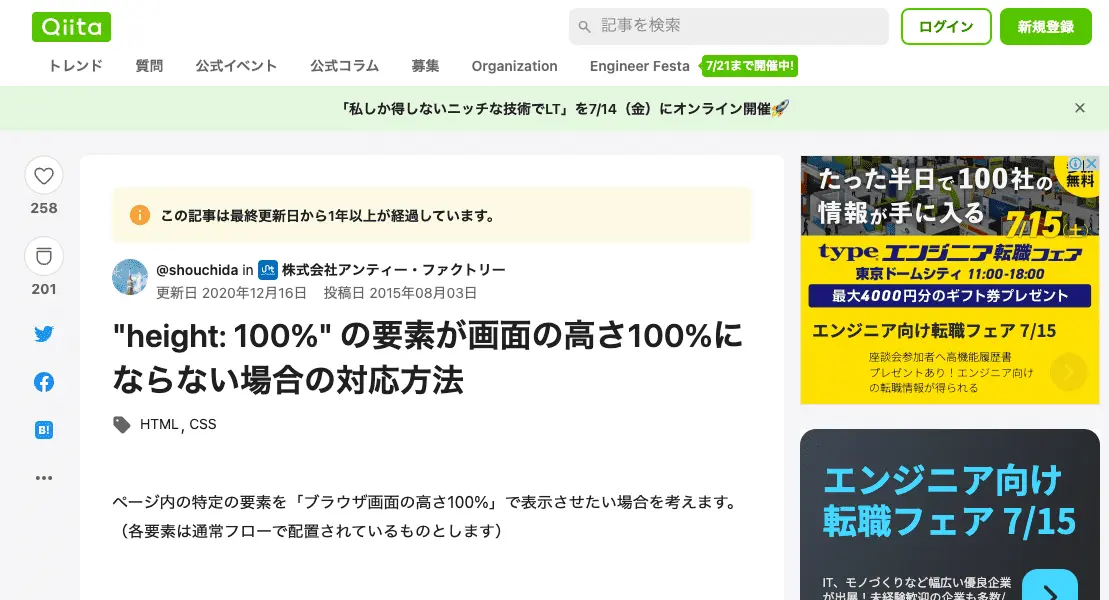 Qiita
記事を検索
ログイン
新規登録
トレンド 質問 公式イベント 公式コラム 募集 Organization Engineer Festa 7/21まで開催中!
「私しか得しないニッチな技術でLT」を7/14（金）にオンライン開催🚀
258
201
B!
この記事は最終更新日から1年以上が経過しています。
@shouchida in 株式会社アンティー・ファクトリー
更新日 2020年12月16日 投稿日 2015年08月03日
"height: 100%" の要素が画面の高さ100%に
ならない場合の対応方法
HTML, CSS
ページ内の特定の要素を「ブラウザ画面の高さ100%」で表示させたい場合を考えます。
（各要素は通常フローで配置されているものとします）
たった半日で100社の
情報が手に入る
無料
7/15(土)
typeエンジニア転職フェア
東京ドームシティ 11:00-18:00
最大4000円分のギフト券プレゼント
エンジニア向け転職フェア 7/15
座談会参加者へ高機能履歴書
プレゼントあり！エンジニア向け
の転職情報が得られる
エンジニア向け
転職フェア 7/15
IT、モノづくりなど幅広い優良企業
が出展！未経験歓迎の企業も多数/